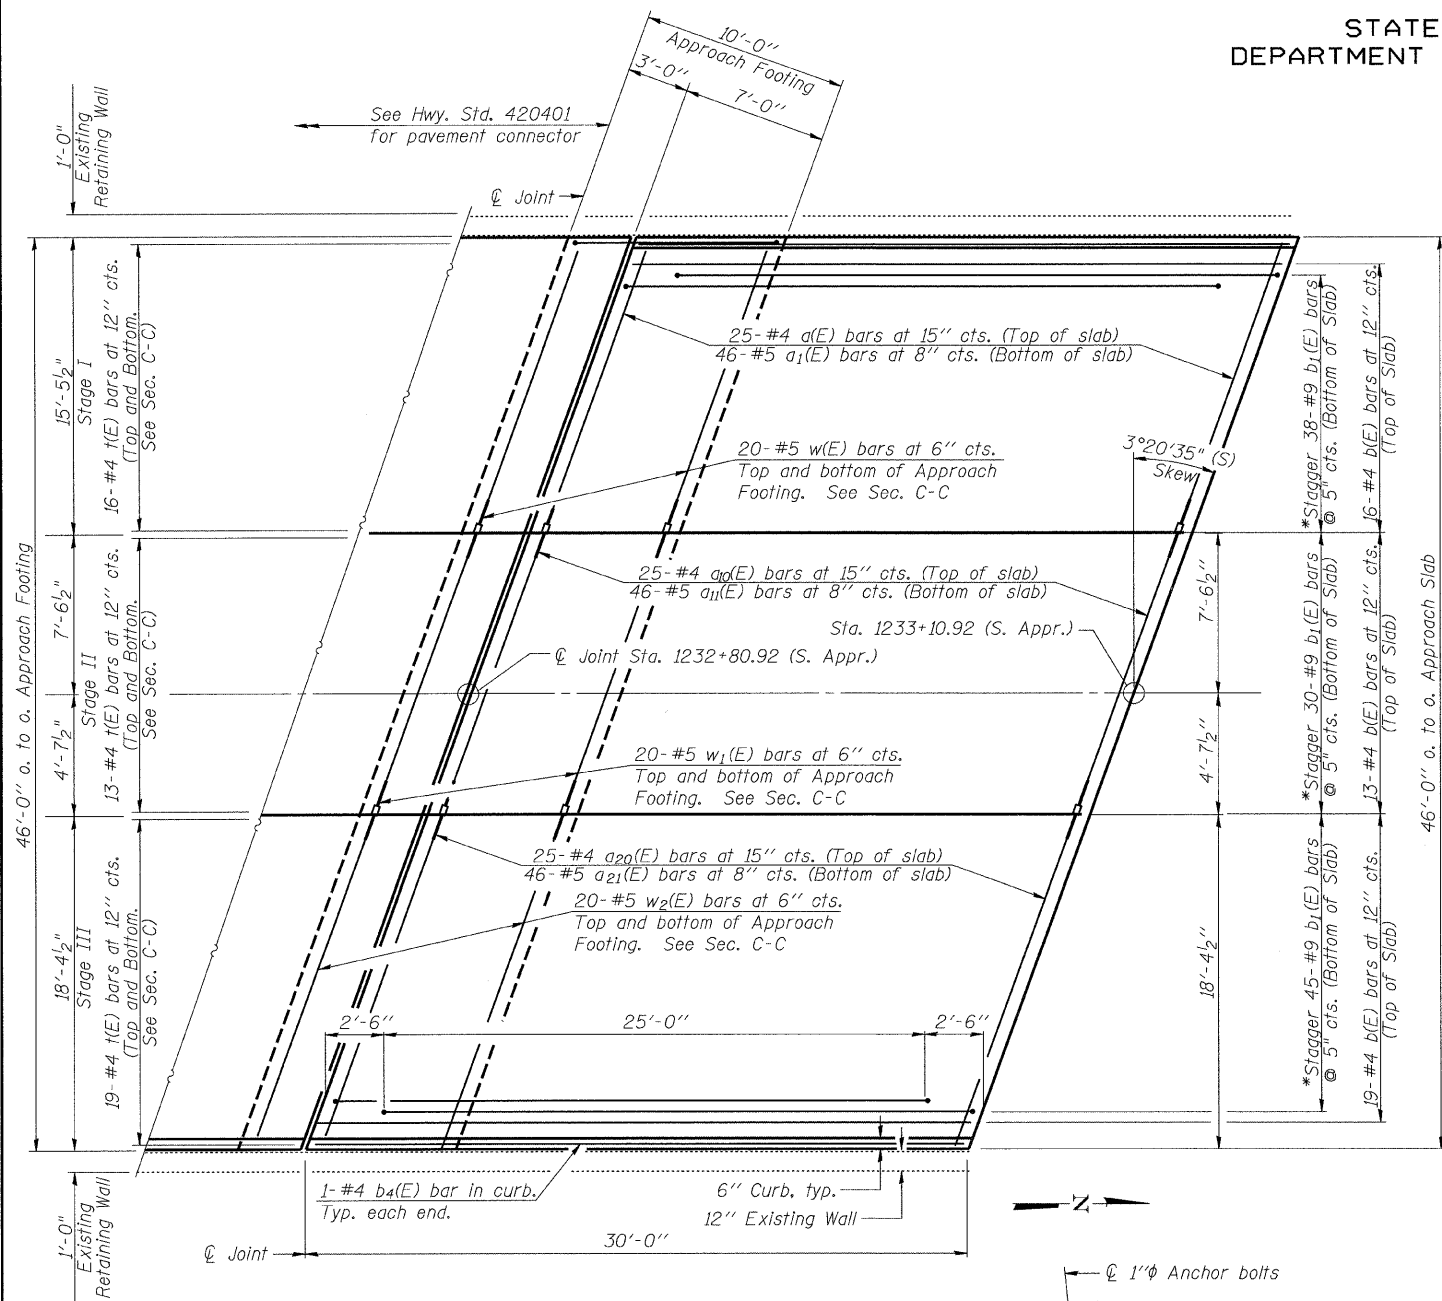 STATE
DEPARTMENT
10'-0"
Approach Footing
3'-0"
7'-0"
See Hwy. Std. 420401
for pavement connector
℄ Joint
1'-0"
Existing
Retaining Wall
46'-0" o. to o. Approach Footing
15'-5½"
Stage I
16-#4 t(E) bars at 12" cts.
(Top and Bottom.
See Sec. C-C)
7'-6½"
4'-7½"
Stage II
13-#4 t(E) bars at 12" cts.
(Top and Bottom.
See Sec. C-C)
18'-4½"
Stage III
19-#4 t(E) bars at 12" cts.
(Top and Bottom.
See Sec. C-C)
1'-0"
Existing
Retaining Wall
25-#4 a(E) bars at 15" cts. (Top of slab)
46-#5 a₁(E) bars at 8" cts. (Bottom of slab)
20-#5 w(E) bars at 6" cts.
Top and bottom of Approach
Footing. See Sec. C-C
3°20'35" (S)
Skew
25-#4 a₁₀(E) bars at 15" cts. (Top of slab)
46-#5 a₁₁(E) bars at 8" cts. (Bottom of slab)
Sta. 1233+10.92 (S. Appr.)
℄ Joint Sta. 1232+80.92 (S. Appr.)
20-#5 w₁(E) bars at 6" cts.
Top and bottom of Approach
Footing. See Sec. C-C
25-#4 a₂₀(E) bars at 15" cts. (Top of slab)
46-#5 a₂₁(E) bars at 8" cts. (Bottom of slab)
20-#5 w₂(E) bars at 6" cts.
Top and bottom of Approach
Footing. See Sec. C-C
7'-6½"
4'-7½"
18'-4½"
*Stagger 38-#9 b₁(E) bars
@ 5" cts. (Bottom of Slab)
16-#4 b(E) bars at 12" cts.
(Top of Slab)
*Stagger 30-#9 b₁(E) bars
@ 5" cts. (Bottom of Slab)
13-#4 b(E) bars at 12" cts.
(Top of Slab)
*Stagger 45-#9 b₁(E) bars
@ 5" cts. (Bottom of Slab)
19-#4 b(E) bars at 12" cts.
(Top of Slab)
46'-0" o. to o. Approach Slab
2'-6"
25'-0"
2'-6"
1-#4 b₄(E) bar in curb.
Typ. each end.
6" Curb, typ.
12" Existing Wall
N
℄ Joint
30'-0"
℄ 1"φ Anchor bolts